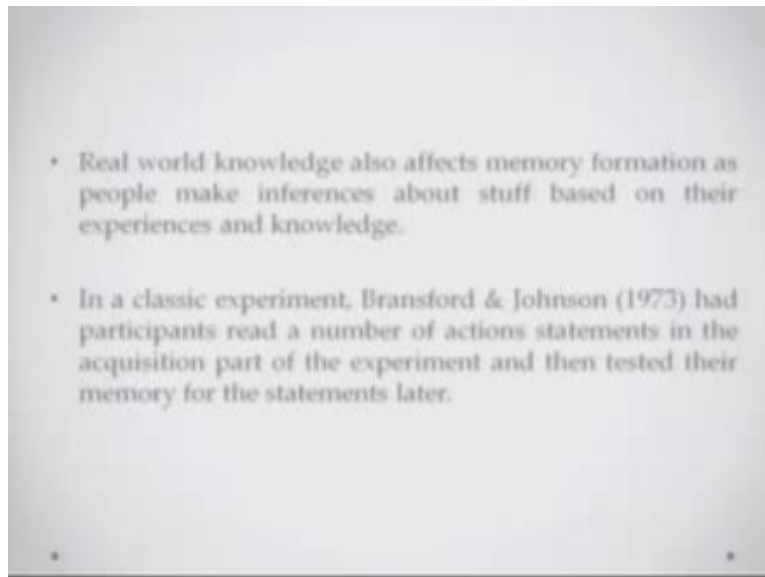 • Real world knowledge also affects memory formation as
people make inferences about stuff based on their
experiences and knowledge.
• In a classic experiment, Bransford & Johnson (1973) had
participants read a number of actions statements in the
acquisition part of the experiment and then tested their
memory for the statements later.